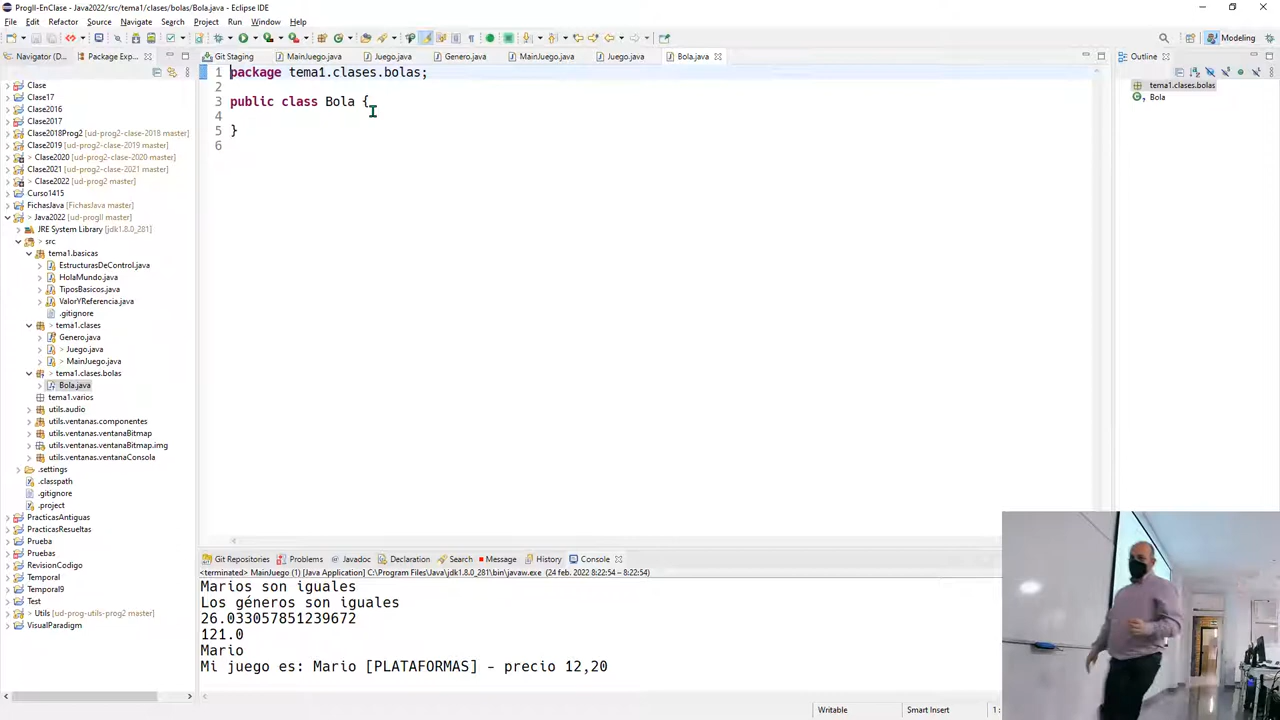 ProgII-EnClase - Java2022/src/tema1/clases/bolas/Bola.java - Eclipse IDE
File Edit Refactor Source Navigate Search Project Run Window Help
Modeling
Navigator (D... Package Exp...
Git Staging MainJuego.java Juego.java Genero.java MainJuego.java Juego.java Bola.java
Outline
Clase
Clase17
Clase2016
Clase2017
Clase2018Prog2 [ud-prog2-clase-2018 master]
Clase2019 [ud-prog2-clase-2019 master]
> Clase2020 [ud-prog2-clase-2020 master]
Clase2021 [ud-prog2-clase-2021 master]
> Clase2022 [ud-prog2 master]
Curso1415
FichasJava [FichasJava master]
> Java2022 [ud-progII master]
JRE System Library [jdk1.8.0_281]
> src
tema1.basicas
EstructurasDeControl.java
HolaMundo.java
TiposBasicos.java
ValorYReferencia.java
.gitignore
> tema1.clases
Genero.java
> Juego.java
> MainJuego.java
> tema1.clases.bolas
Bola.java
tema1.varios
utils.audio
utils.ventanas.componentes
utils.ventanas.ventanaBitmap
utils.ventanas.ventanaBitmap.img
utils.ventanas.ventanaConsola
.settings
.classpath
.gitignore
.project
PracticasAntiguas
PracticasResueltas
Prueba
Pruebas
RevisionCodigo
Temporal
Temporal9
Test
> Utils [ud-prog-utils-prog2 master]
VisualParadigm
1 package tema1.clases.bolas;
2
3 public class Bola {
4
5 }
6
tema1.clases.bolas
Bola
Git Repositories Problems Javadoc Declaration Search Message History Console
<terminated> MainJuego (1) [Java Application] C:\Program Files\Java\jdk1.8.0_281\bin\javaw.exe (24 feb. 2022 8:22:54 – 8:22:54)
Marios son iguales
Los géneros son iguales
26.033057851239672
121.0
Mario
Mi juego es: Mario [PLATAFORMAS] - precio 12,20
Writable Smart Insert 1 :